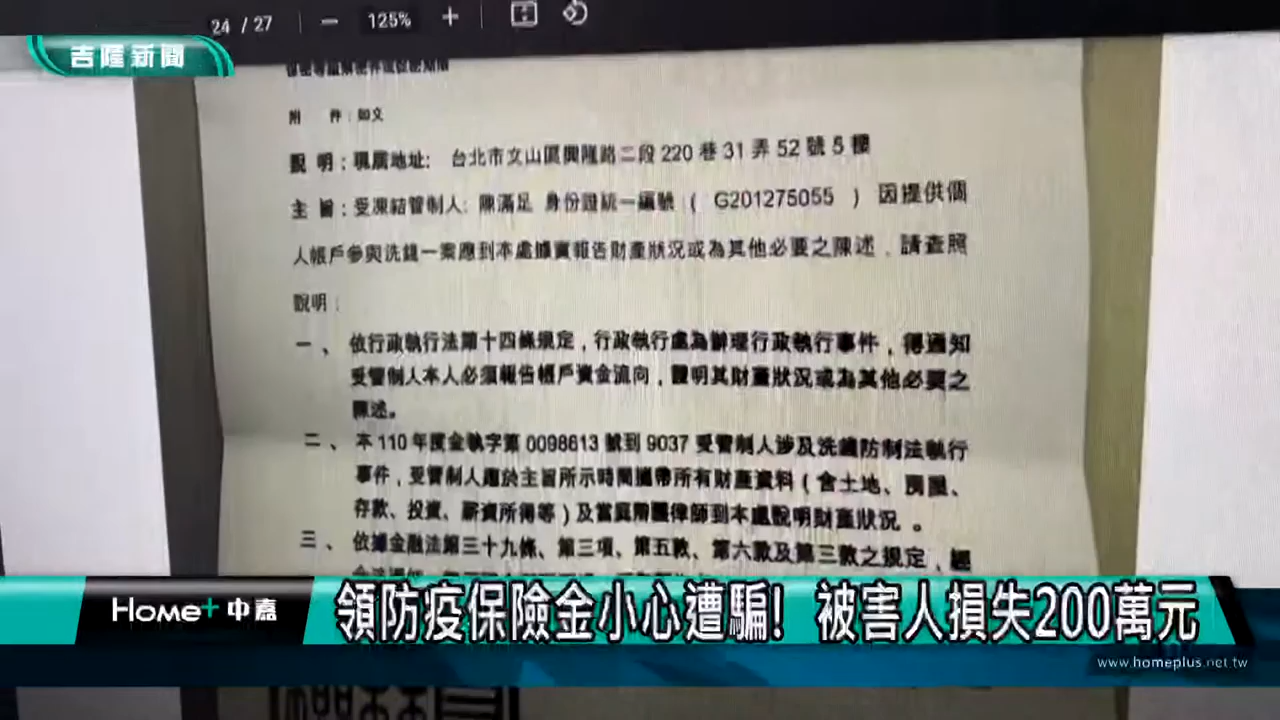 24 / 27 — 125% +
吉隆新聞
附 件：如文
說 明：現居地址: 台北市文山區興隆路二段 220 巷 31 弄 52 號 5 樓
主 旨：受凍結管制人: 陳滿足 身份證統一編號 ( G201275055 ) 因提供個
人帳戶參與洗錢一案應到本處據實報告財產狀況或為其他必要之陳述，請查照
說明：
一、 依行政執行法第十四條規定，行政執行處為辦理行政執行事件，得通知
受管制人本人必須報告帳戶資金流向，證明其財產狀況或為其他必要之
陳述。
二、 本 110 年度金執字第 0098613 號到 9037 受管制人涉及洗錢防制法執行
事件，受管制人應於主旨所示時間攜帶所有財產資料（含土地、房屋、
存款、投資、薪資所得等）及當庭附體律師到本處說明財產狀況 。
三、 依據金融法第三十九條、第三項、第五款、第六款及第三款之規定，經
Home+ 中嘉
領防疫保險金小心遭騙! 被害人損失200萬元
www.homeplus.net.tw